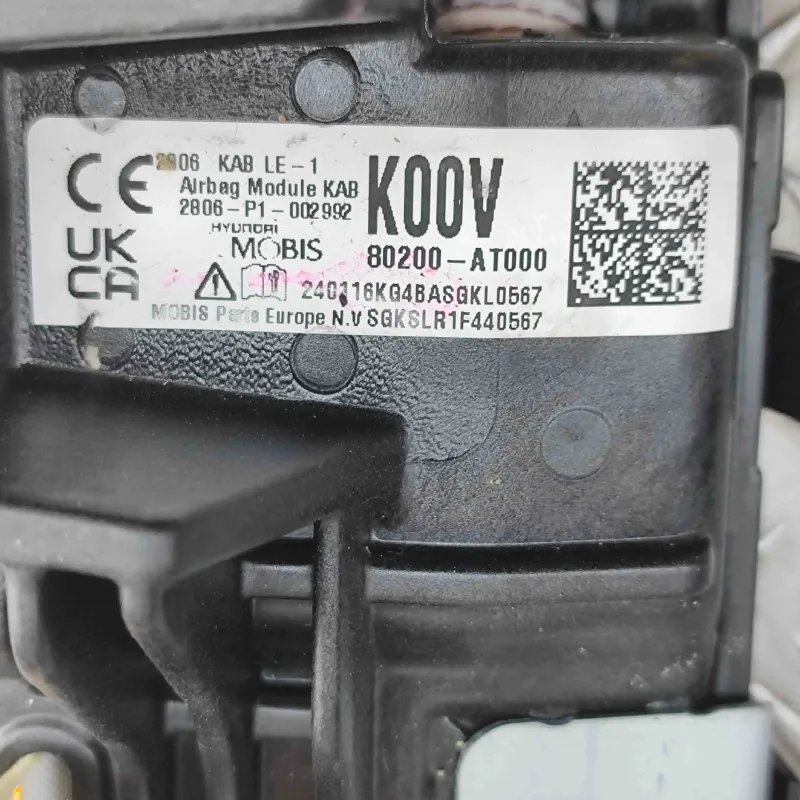 CE
2806 KAB LE-1
Airbag Module KAB
2806-P1-002992
K00V
UK
CA
HYUNDAI
MOBIS
80200-AT000
240316KG4BASGKL0567
MOBIS Parts Europe N.V SGKSLR1F440567